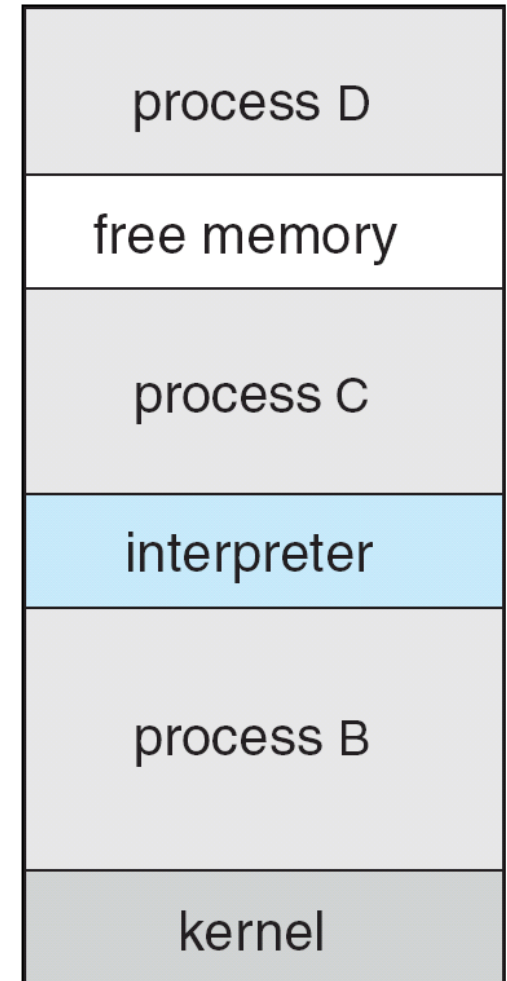 process D
free memory
process C
interpreter
process B
kernel